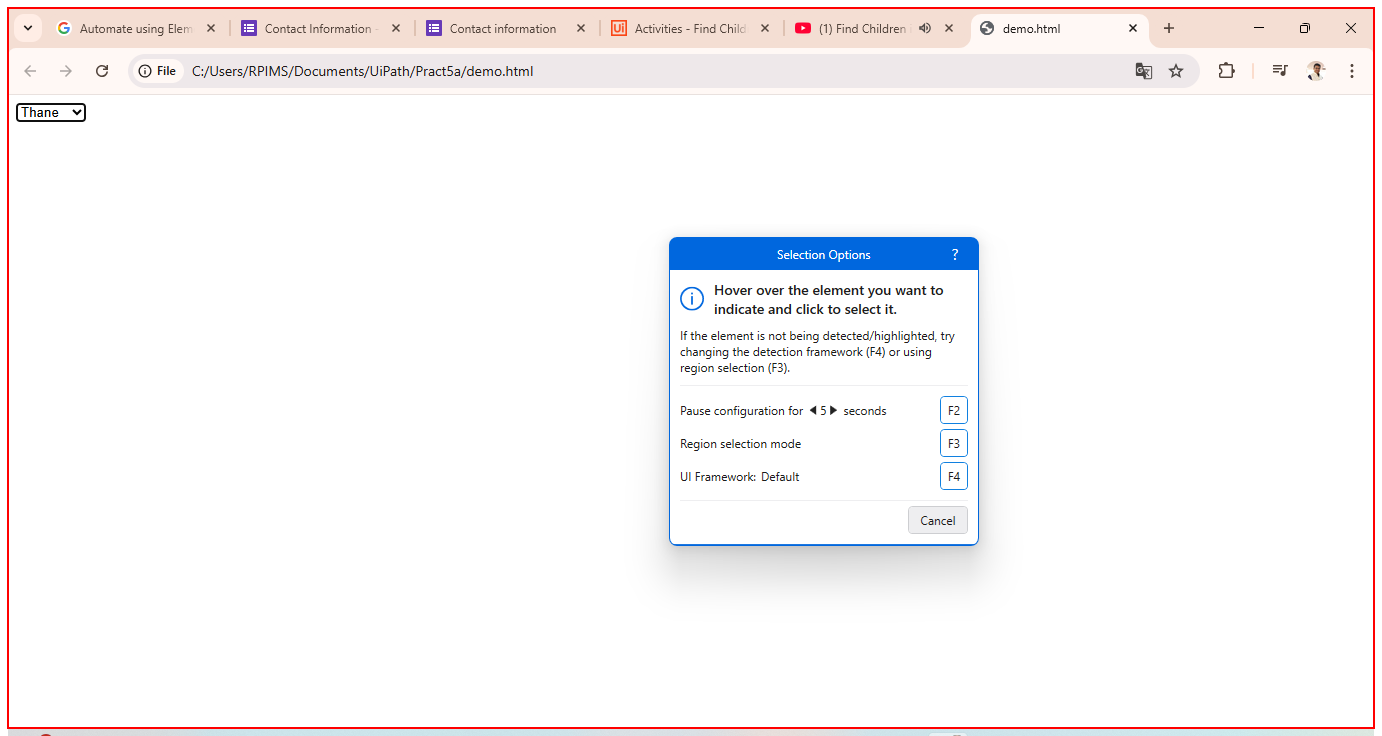 Automate using Elem
Contact Information -
Contact information
Activities - Find Child
(1) Find Children
demo.html
File
C:/Users/RPIMS/Documents/UiPath/Pract5a/demo.html
Thane
Selection Options
?
Hover over the element you want to
indicate and click to select it.
If the element is not being detected/highlighted, try
changing the detection framework (F4) or using
region selection (F3).
Pause configuration for 5 seconds
F2
Region selection mode
F3
UI Framework: Default
F4
Cancel